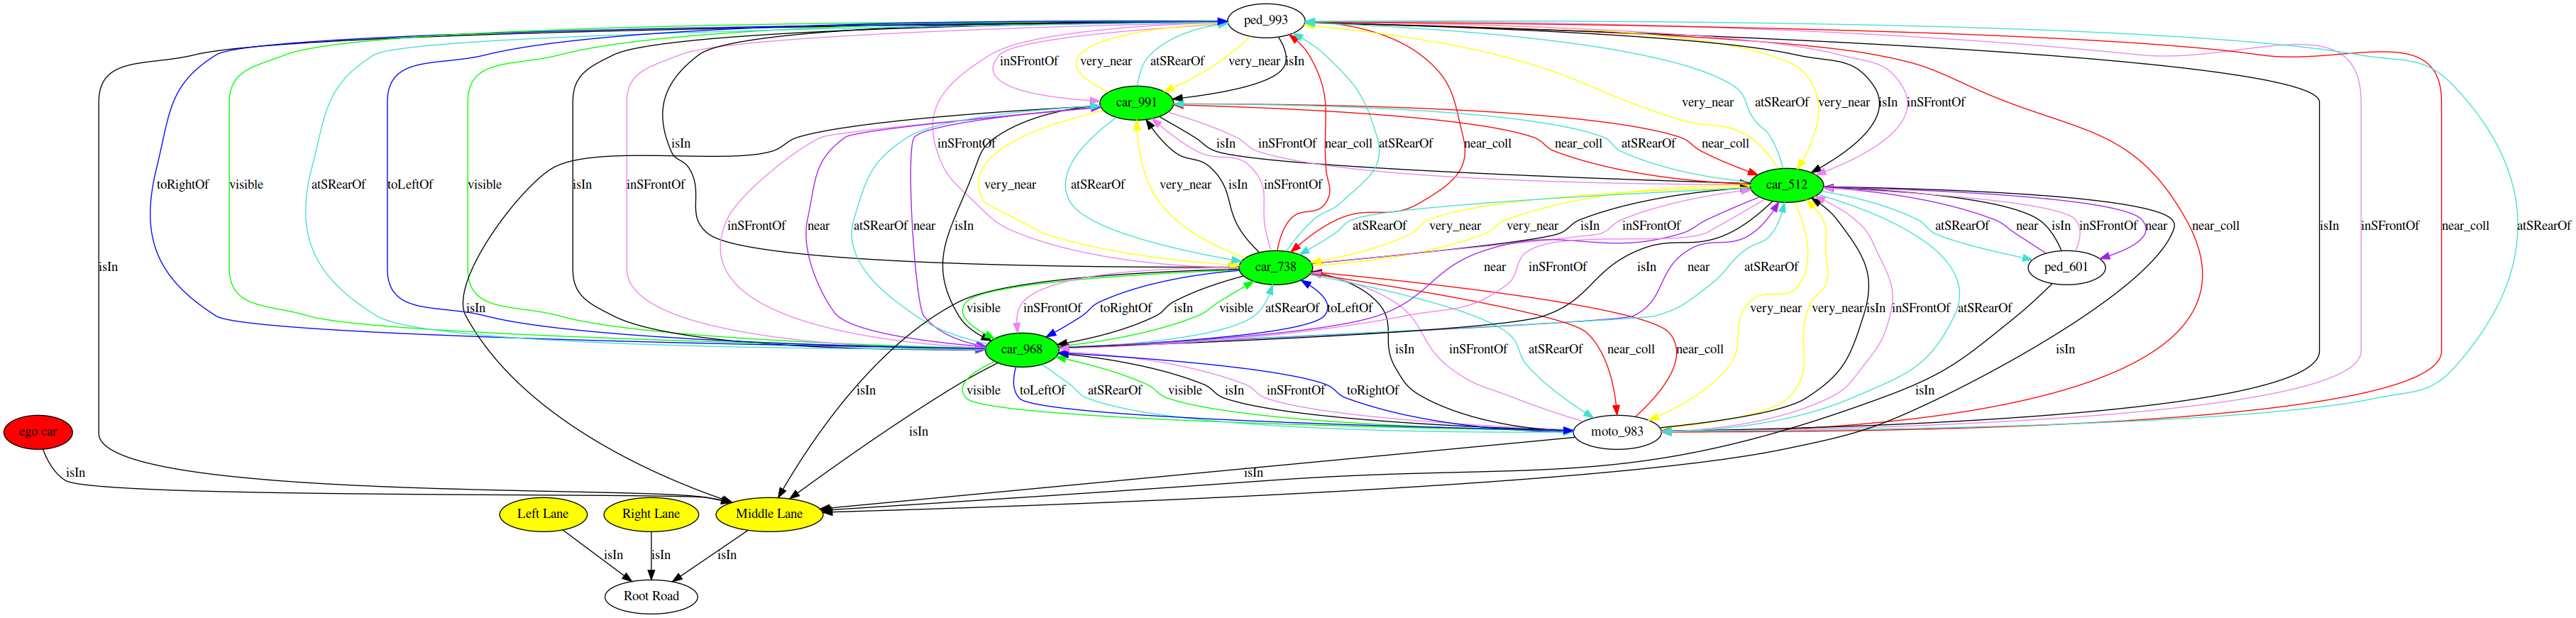 ped_993
inSFrontOf very_near atSRearOf very_near isIn
car_991 very_near atSRearOf very_near isIn inSFrontOf
isIn inSFrontOf near_coll atSRearOf near_coll isIn inSFrontOf near_coll atSRearOf near_coll
toRightOf visible atSRearOf toLeftOf visible isIn inSFrontOf very_near atSRearOf very_near isIn inSFrontOf car_512
inSFrontOf near atSRearOf near isIn atSRearOf very_near very_near isIn inSFrontOf atSRearOf near isIn inSFrontOf near near_coll isIn inSFrontOf near_coll atSRearOf
isIn car_738 near inSFrontOf isIn near atSRearOf ped_601
isIn visible inSFrontOf toRightOf isIn visible atSRearOf toLeftOf very_near very_near isIn inSFrontOf atSRearOf
car_968 isIn inSFrontOf atSRearOf near_coll near_coll isIn
isIn visible toLeftOf atSRearOf visible isIn inSFrontOf toRightOf isIn
ego car isIn moto_983
isIn isIn
Left Lane Right Lane Middle Lane
isIn isIn isIn
Root Road